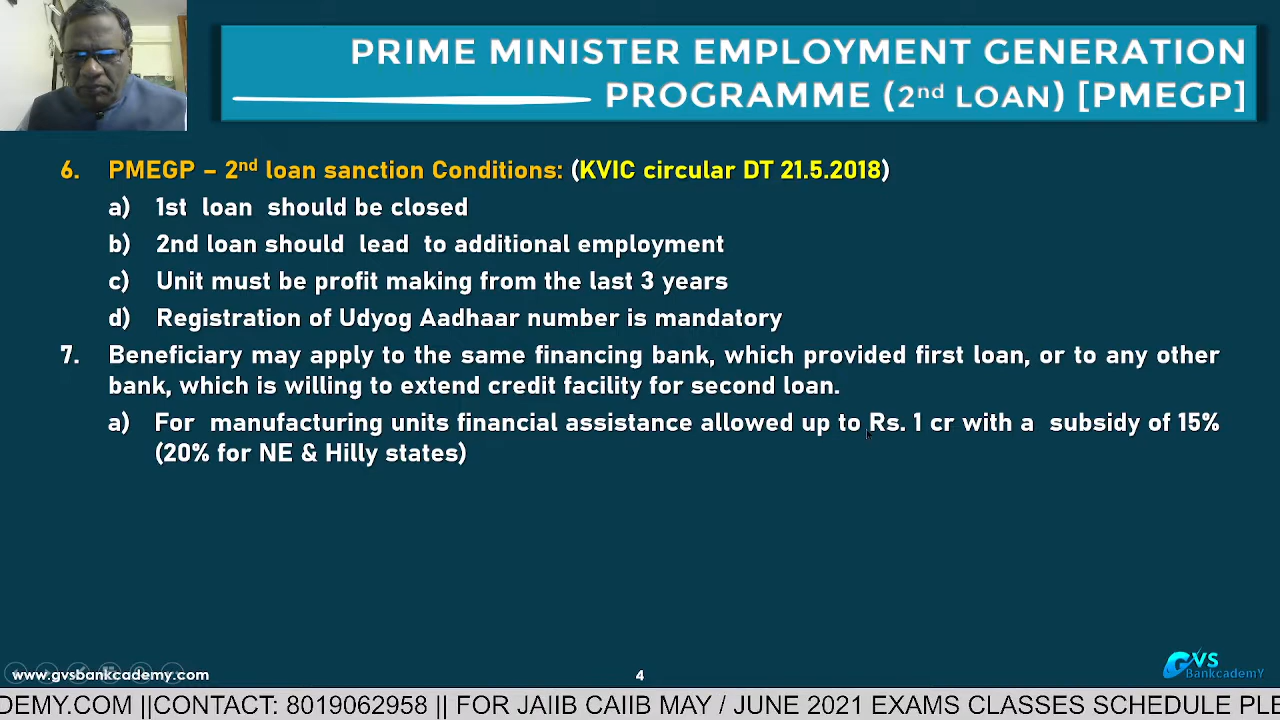 PRIME MINISTER EMPLOYMENT GENERATION
PROGRAMME (2nd LOAN) [PMEGP]
6. PMEGP – 2nd loan sanction Conditions: (KVIC circular DT 21.5.2018)
a) 1st loan should be closed
b) 2nd loan should lead to additional employment
c) Unit must be profit making from the last 3 years
d) Registration of Udyog Aadhaar number is mandatory
7. Beneficiary may apply to the same financing bank, which provided first loan, or to any other
bank, which is willing to extend credit facility for second loan.
a) For manufacturing units financial assistance allowed up to Rs. 1 cr with a subsidy of 15%
(20% for NE & Hilly states)
www.gvsbankcademy.com
4
GVS
BankcademY
DEMY.COM ||CONTACT: 8019062958 || FOR JAIIB CAIIB MAY / JUNE 2021 EXAMS CLASSES SCHEDULE PLE